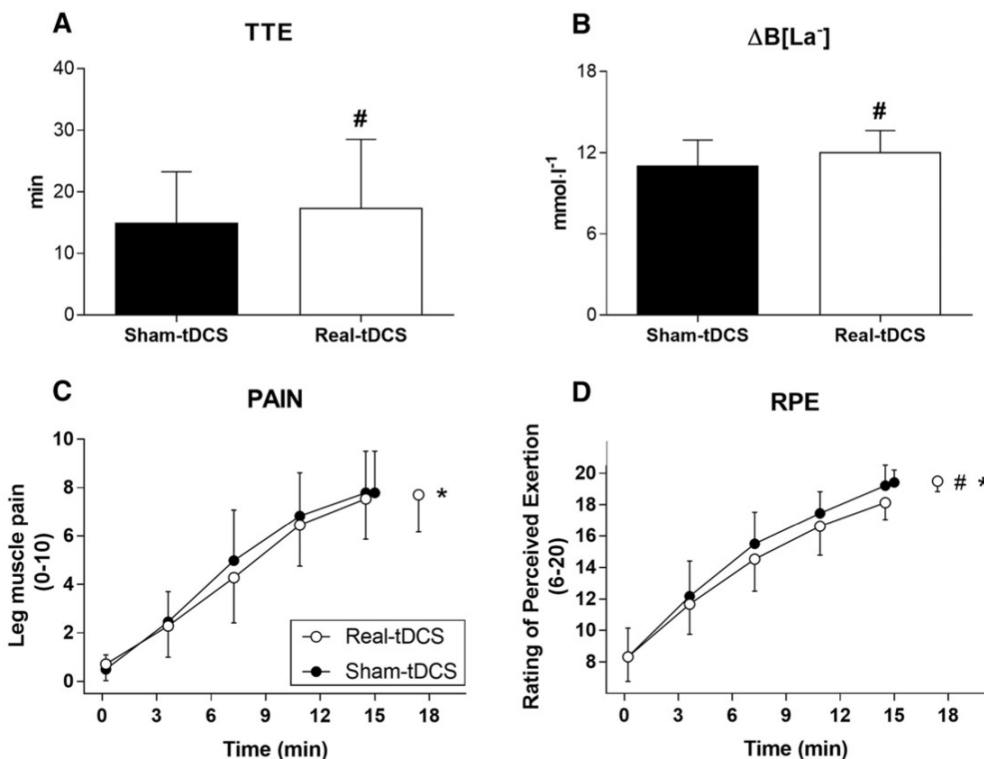 A
TTE
40
30
20
10
0
min
#
Sham-tDCS
Real-tDCS
B
ΔB[La⁻]
18
12
6
0
mmol·l⁻¹
#
Sham-tDCS
Real-tDCS
C
PAIN
10
8
6
4
2
0
Leg muscle pain
(0-10)
*
Real-tDCS
Sham-tDCS
0 3 6 9 12 15 18
Time (min)
D
RPE
20
18
16
14
12
10
8
Rating of Perceived Exertion
(6-20)
# *
0 3 6 9 12 15 18
Time (min)